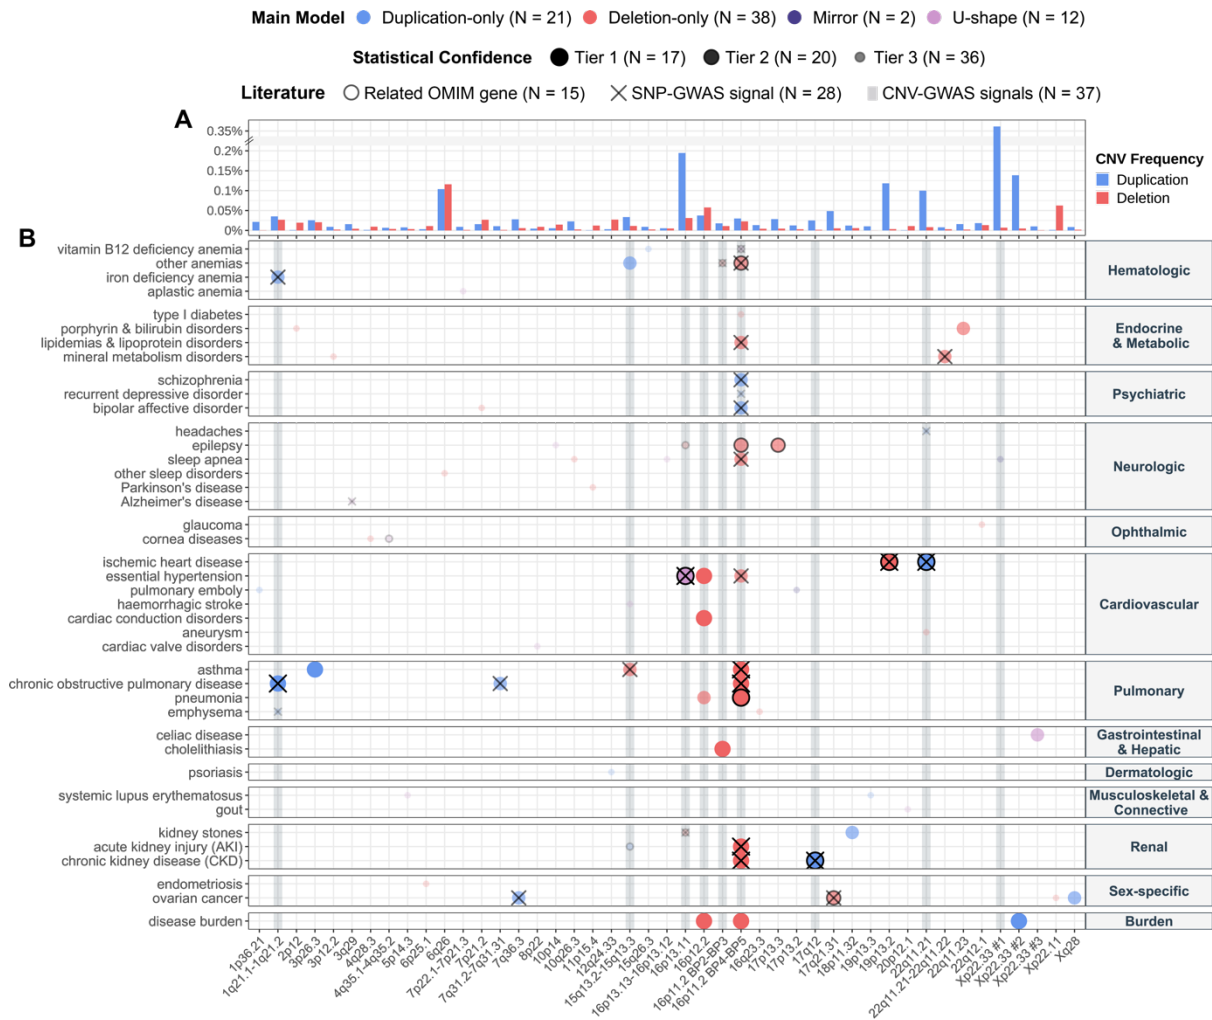 Main Model Duplication-only (N = 21) Deletion-only (N = 38) Mirror (N = 2) U-shape (N = 12)
Statistical Confidence Tier 1 (N = 17) Tier 2 (N = 20) Tier 3 (N = 36)
Literature Related OMIM gene (N = 15) SNP-GWAS signal (N = 28) CNV-GWAS signals (N = 37)
A
0.35%
0.2%
0.15%
0.1%
0.05%
0%
CNV Frequency
Duplication
Deletion
B
vitamin B12 deficiency anemia
other anemias
iron deficiency anemia
aplastic anemia
Hematologic
type I diabetes
porphyrin & bilirubin disorders
lipidemias & lipoprotein disorders
mineral metabolism disorders
Endocrine
& Metabolic
schizophrenia
recurrent depressive disorder
bipolar affective disorder
Psychiatric
headaches
epilepsy
sleep apnea
other sleep disorders
Parkinson's disease
Alzheimer's disease
Neurologic
glaucoma
cornea diseases
Ophthalmic
ischemic heart disease
essential hypertension
pulmonary emboly
haemorrhagic stroke
cardiac conduction disorders
aneurysm
cardiac valve disorders
Cardiovascular
asthma
chronic obstructive pulmonary disease
pneumonia
emphysema
Pulmonary
celiac disease
cholelithiasis
Gastrointestinal
& Hepatic
psoriasis
Dermatologic
systemic lupus erythematosus
gout
Musculoskeletal &
Connective
kidney stones
acute kidney injury (AKI)
chronic kidney disease (CKD)
Renal
endometriosis
ovarian cancer
Sex-specific
disease burden
Burden
1p36.21
1q21.1-1q21.2
2p12
3p26.3
3p12.2
3q29
4q28.3
4q35.1-4q35.2
5p14.3
6p25.1
6q26
7p22.1-7p21.3
7p21.2
7q31.2-7q31.31
7q36.3
8p22
10p14
10q26.3
11p15.4
12q24.33
15q13.2-15q13.3
15q26.3
16p13.13-16p13.12
16p13.11
16p12.2
16p11.2 BP2-BP3
16p11.2 BP4-BP5
16q23.3
17p13.3
17p13.2
17q12
17q21.31
18p11.32
19p13.3
19p13.2
20p12.1
22q11.21
22q11.21-22q11.22
22q11.23
22q12.1
Xp22.33 #1
Xp22.33 #2
Xp22.33 #3
Xp22.11
Xq28